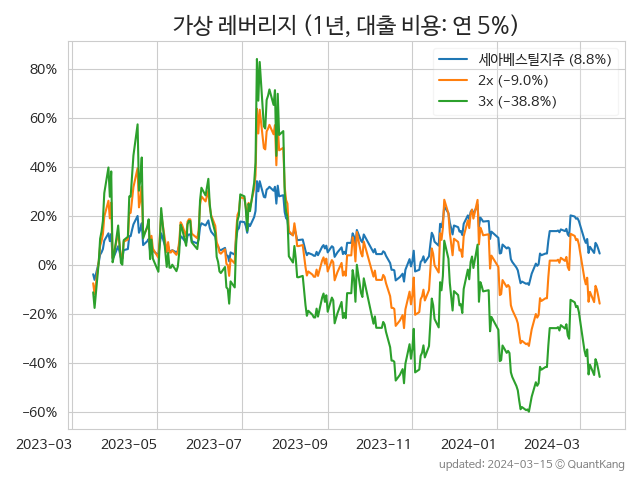 가상 레버리지 (1년, 대출 비용: 연 5%)
세아베스틸지주 (8.8%)
2x (−9.0%)
3x (−38.8%)
80%
60%
40%
20%
0%
−20%
−40%
−60%
2023-03 2023-05 2023-07 2023-09 2023-11 2024-01 2024-03
updated: 2024-03-15 ⓒ QuantKang